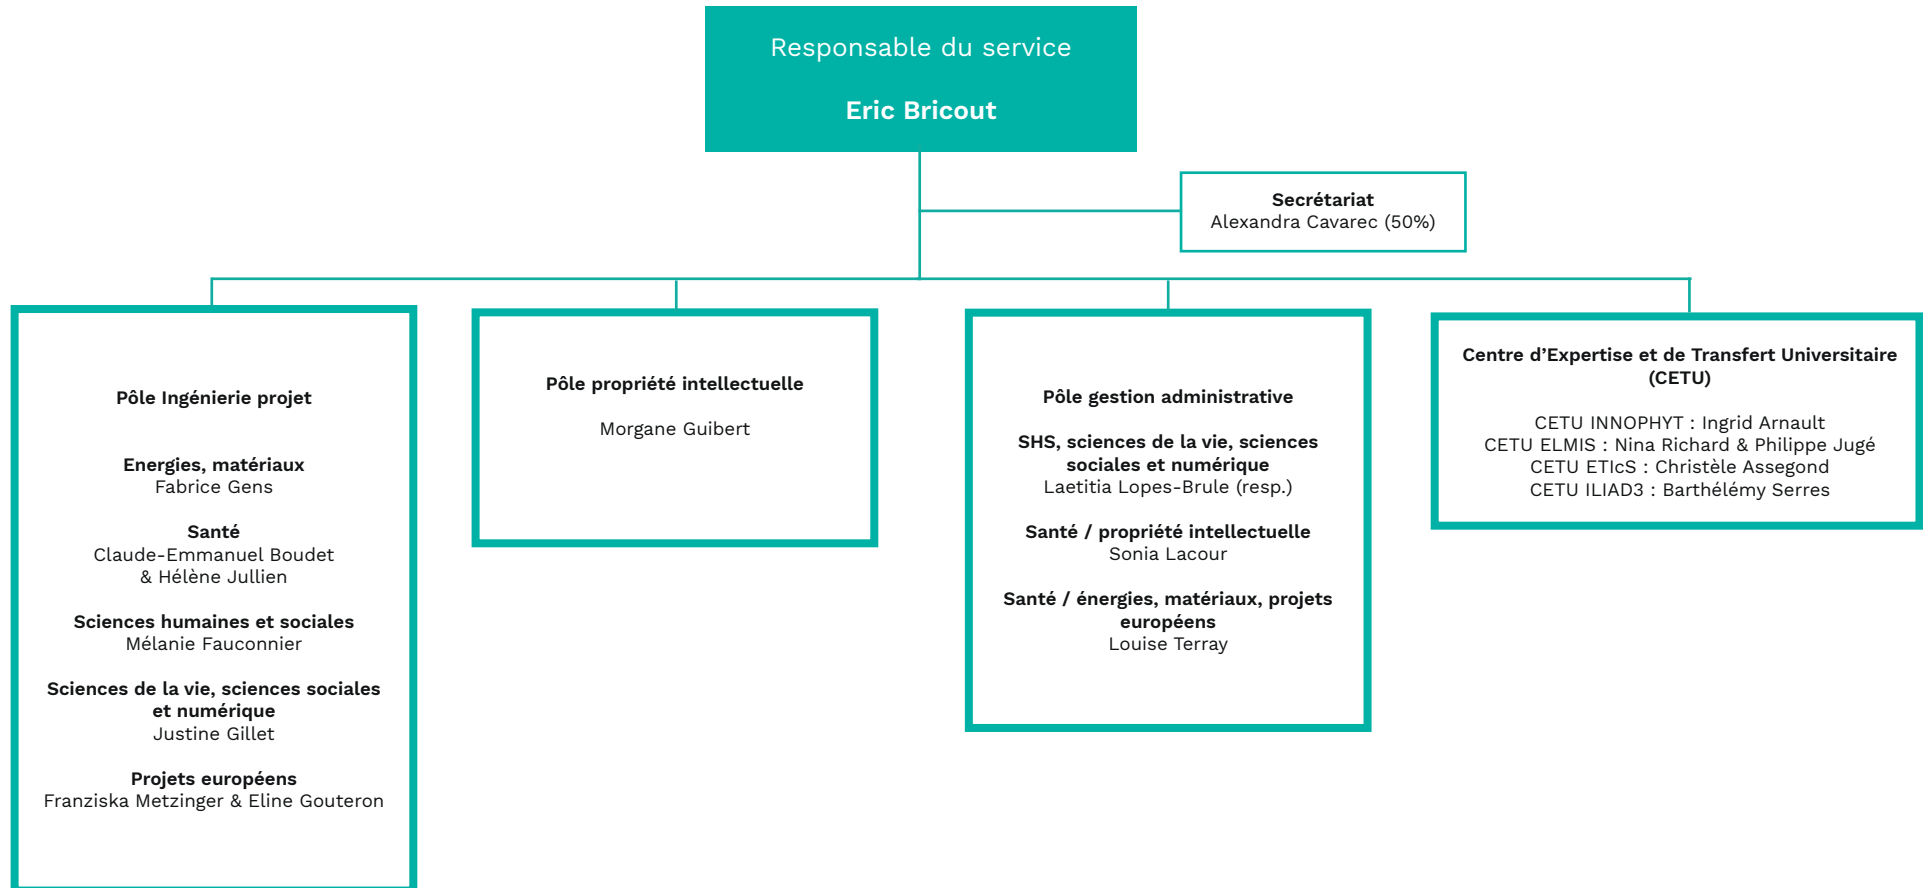 Responsable du service
Eric Bricout
Secrétariat
Alexandra Cavarec (50%)
Pôle Ingénierie projet
Energies, matériaux
Fabrice Gens
Santé
Claude-Emmanuel Boudet
& Hélène Jullien
Sciences humaines et sociales
Mélanie Fauconnier
Sciences de la vie, sciences sociales
et numérique
Justine Gillet
Projets européens
Franziska Metzinger & Eline Gouteron
Pôle propriété intellectuelle
Morgane Guibert
Pôle gestion administrative
SHS, sciences de la vie, sciences
sociales et numérique
Laetitia Lopes-Brule (resp.)
Santé / propriété intellectuelle
Sonia Lacour
Santé / énergies, matériaux, projets
européens
Louise Terray
Centre d’Expertise et de Transfert Universitaire
(CETU)
CETU INNOPHYT : Ingrid Arnault
CETU ELMIS : Nina Richard & Philippe Jugé
CETU ETIcS : Christèle Assegond
CETU ILIAD3 : Barthélémy Serres